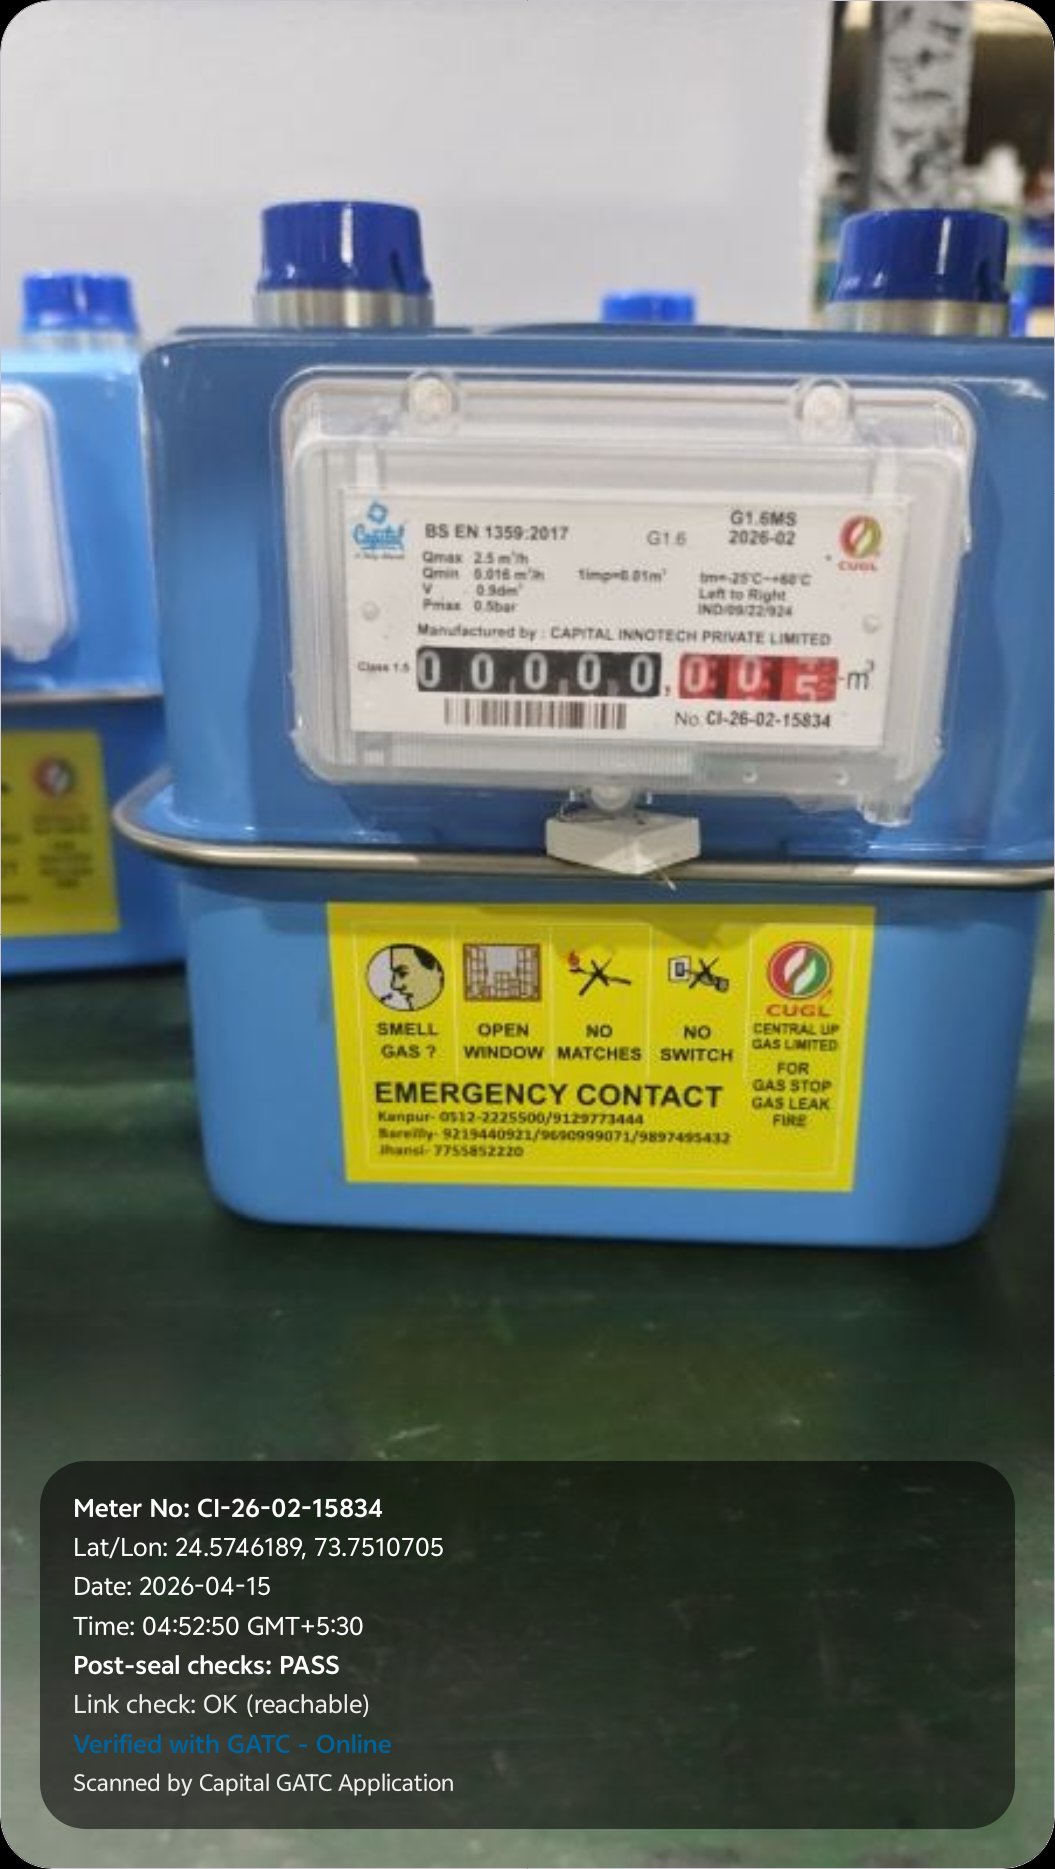 Capital
BS EN 1359:2017
G1.6
G1.6MS
2026-02
CUGL
Qmax 2.5 m³/h
Qmin 0.016 m³/h
V 0.9dm³
Pmax 0.5bar
1imp=0.01m³
tm=-25°C~+60°C
Left to Right
IND/09/22/924
Manufactured by : CAPITAL INNOTECH PRIVATE LIMITED
Class 1.5
0 0 0 0 0, 0 0 5 m³
No. CI-26-02-15834
SMELL GAS ?
OPEN WINDOW
NO MATCHES
NO SWITCH
CUGL
CENTRAL UP
GAS LIMITED
FOR
GAS STOP
GAS LEAK
FIRE
EMERGENCY CONTACT
Kanpur- 0512-2225500/9129773444
Bareilly- 9219440921/9690999071/9897495432
Jhansi- 7755852220
Meter No: CI-26-02-15834
Lat/Lon: 24.5746189, 73.7510705
Date: 2026-04-15
Time: 04:52:50 GMT+5:30
Post-seal checks: PASS
Link check: OK (reachable)
Verified with GATC - Online
Scanned by Capital GATC Application